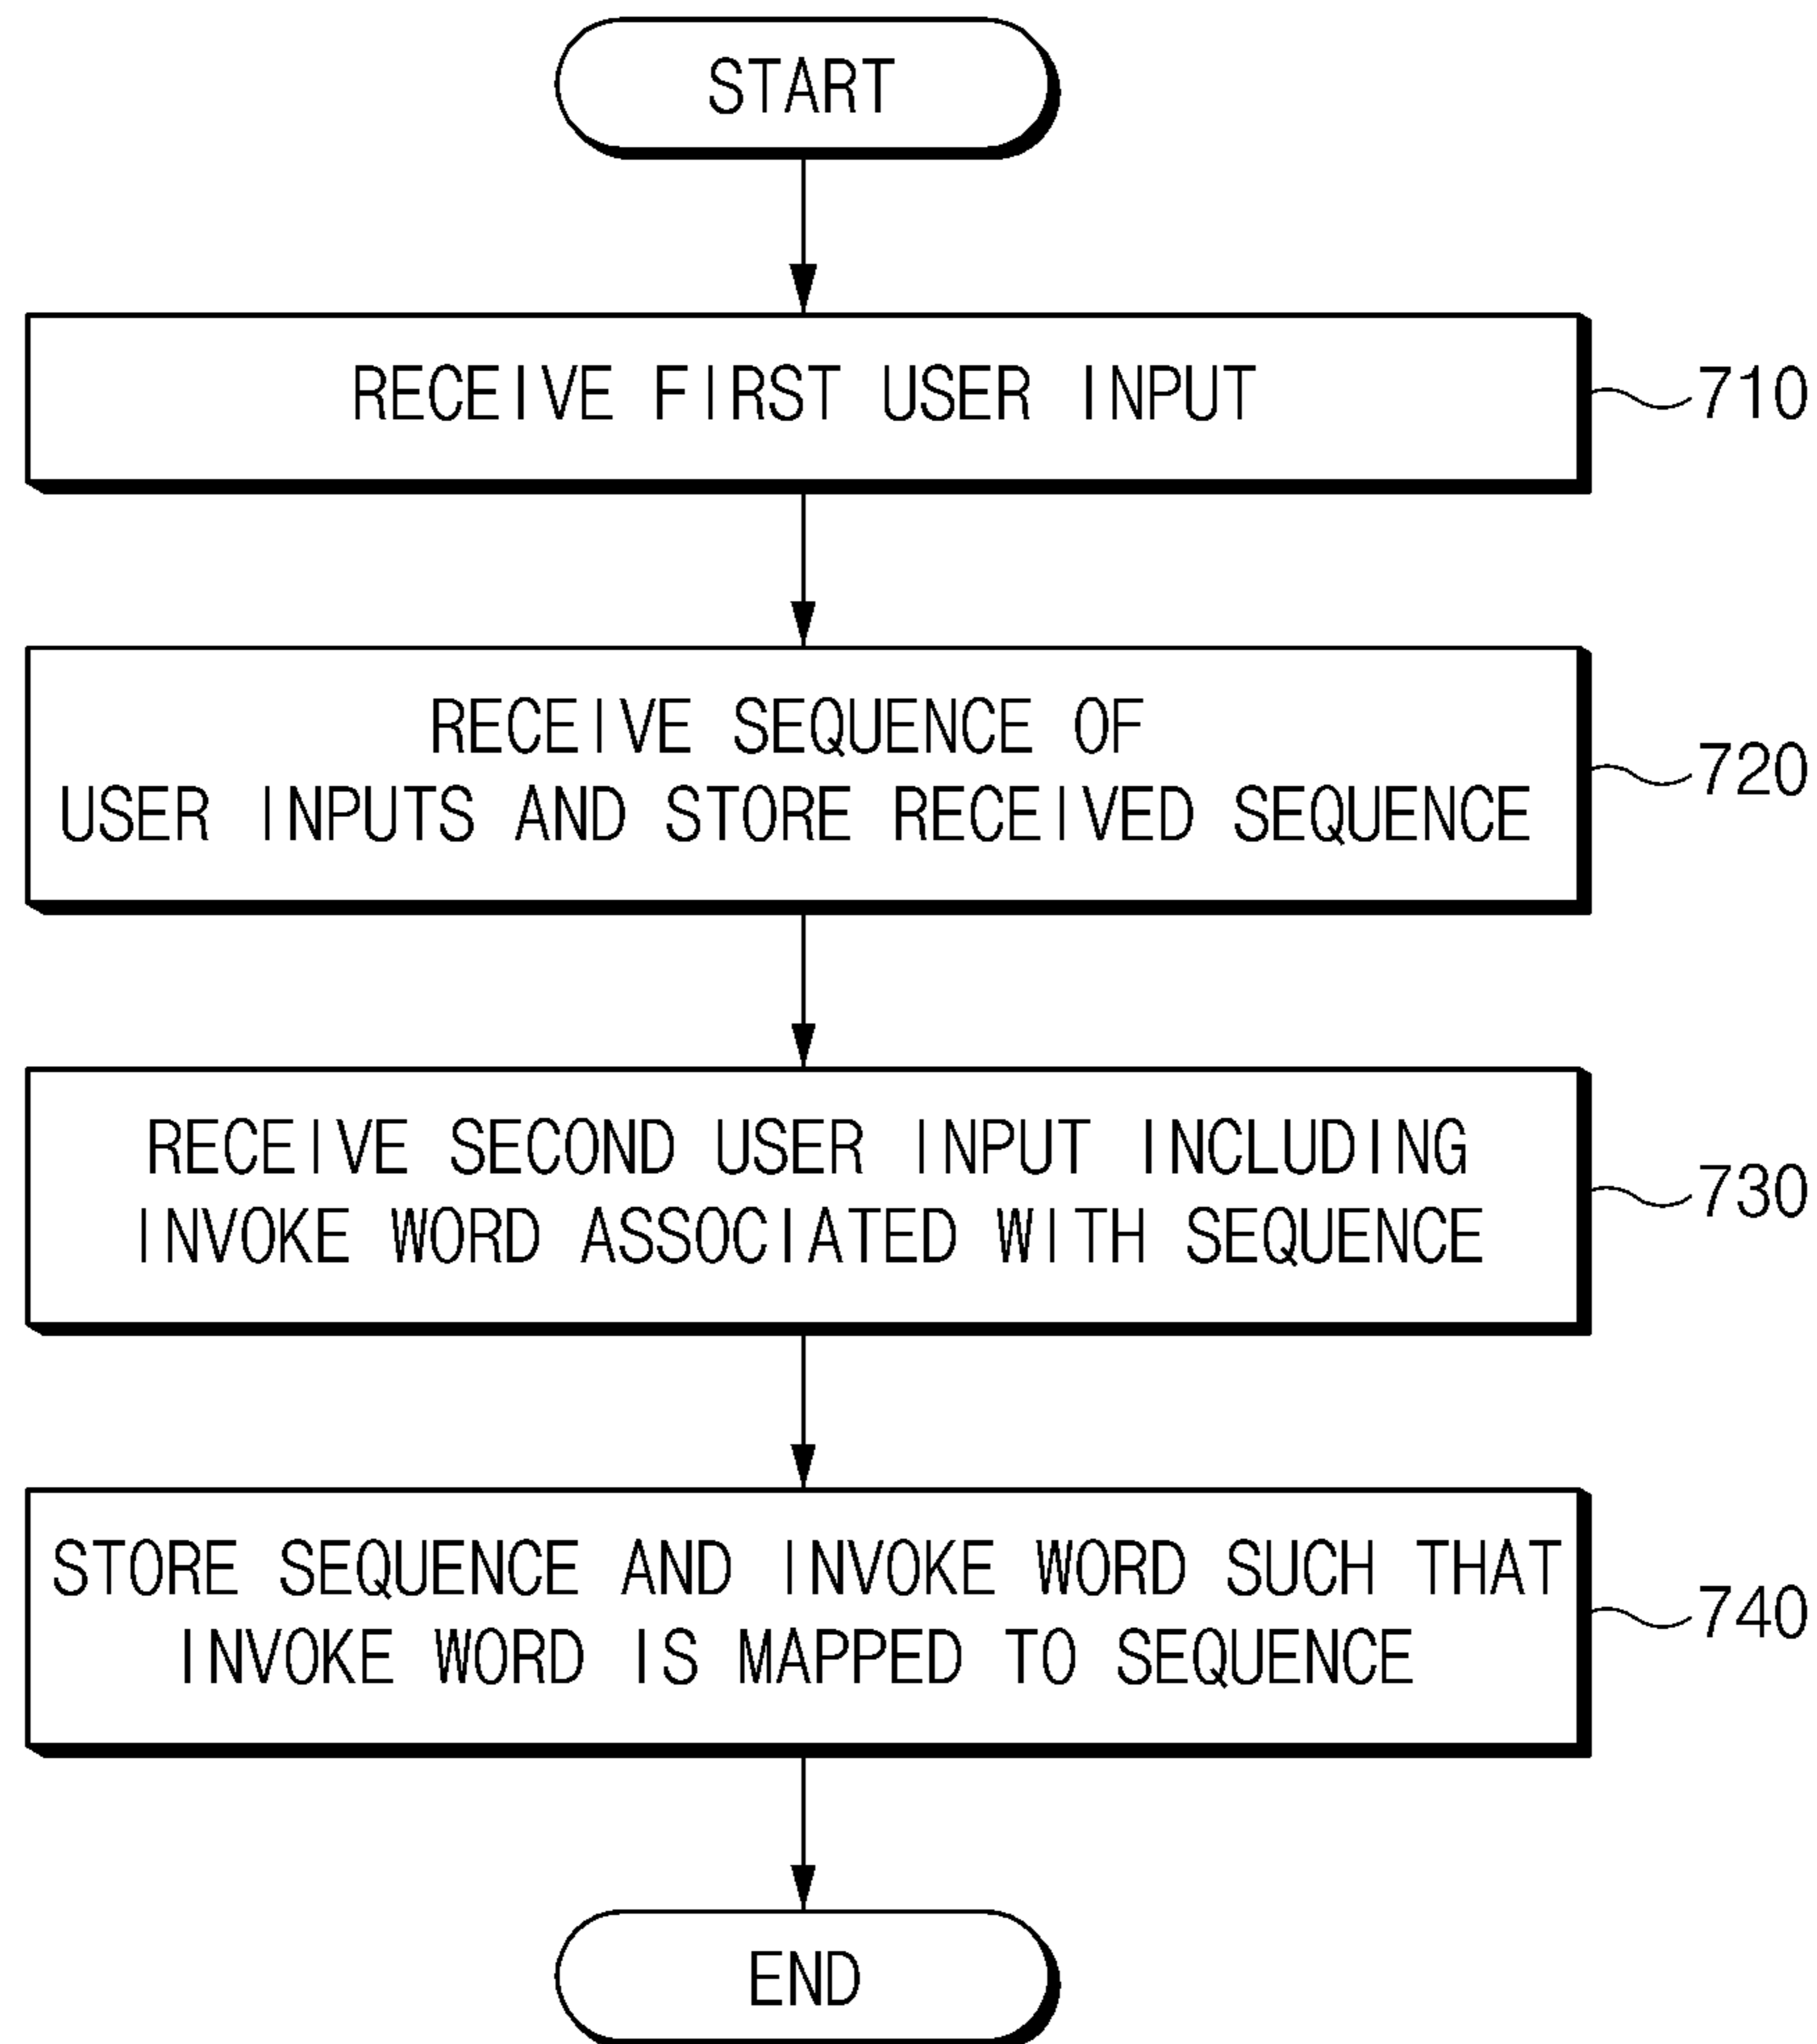 START
RECEIVE FIRST USER INPUT
710
RECEIVE SEQUENCE OF
USER INPUTS AND STORE RECEIVED SEQUENCE
720
RECEIVE SECOND USER INPUT INCLUDING
INVOKE WORD ASSOCIATED WITH SEQUENCE
730
STORE SEQUENCE AND INVOKE WORD SUCH THAT
INVOKE WORD IS MAPPED TO SEQUENCE
740
END